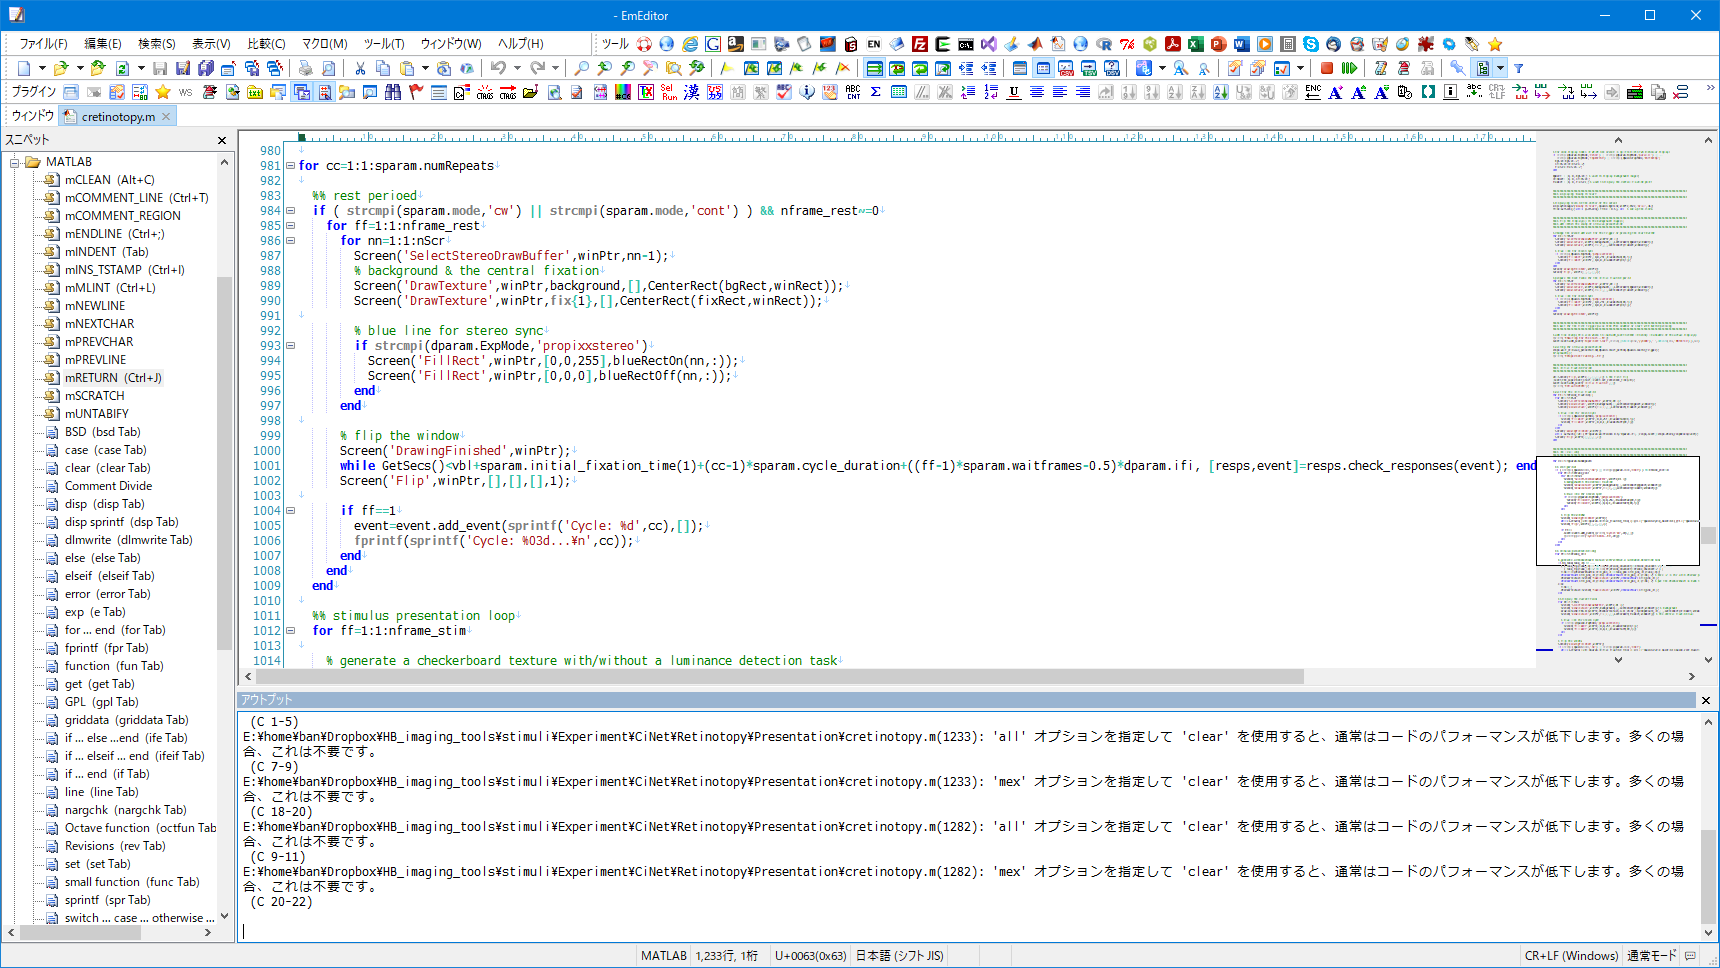 - EmEditor
ファイル(F) 編集(E) 検索(S) 表示(V) 比較(C) マクロ(M) ツール(T) ウィンドウ(W) ヘルプ(H) ツール
プラグイン
ウィンドウ cretinotopy.m
スニペット
MATLAB
mCLEAN (Alt+C)
mCOMMENT_LINE (Ctrl+T)
mCOMMENT_REGION
mENDLINE (Ctrl+;)
mINDENT (Tab)
mINS_TSTAMP (Ctrl+I)
mMLINT (Ctrl+L)
mNEWLINE
mNEXTCHAR
mPREVCHAR
mPREVLINE
mRETURN (Ctrl+J)
mSCRATCH
mUNTABIFY
BSD (bsd Tab)
case (case Tab)
clear (clear Tab)
Comment Divide
disp (disp Tab)
disp sprintf (dsp Tab)
dlmwrite (dlmwrite Tab)
else (else Tab)
elseif (elseif Tab)
error (error Tab)
exp (e Tab)
for ... end (for Tab)
fprintf (fpr Tab)
function (fun Tab)
get (get Tab)
GPL (gpl Tab)
griddata (griddata Tab)
if ... else ...end (ife Tab)
if ... elseif ... end (ifeif Tab)
if ... end (if Tab)
line (line Tab)
nargchk (nargchk Tab)
Octave function (octfun Tab
Revisions (rev Tab)
set (set Tab)
small function (func Tab)
sprintf (spr Tab)
switch ... case ... otherwise ...
980
981 for cc=1:1:sparam.numRepeats
982
983 %% rest perioed
984 if ( strcmpi(sparam.mode,'cw') || strcmpi(sparam.mode,'cont') ) && nframe_rest~=0
985 for ff=1:1:nframe_rest
986 for nn=1:1:nScr
987 Screen('SelectStereoDrawBuffer',winPtr,nn-1);
988 % background & the central fixation
989 Screen('DrawTexture',winPtr,background,[],CenterRect(bgRect,winRect));
990 Screen('DrawTexture',winPtr,fix{1},[],CenterRect(fixRect,winRect));
991
992 % blue line for stereo sync
993 if strcmpi(dparam.ExpMode,'propixxstereo')
994 Screen('FillRect',winPtr,[0,0,255],blueRectOn(nn,:));
995 Screen('FillRect',winPtr,[0,0,0],blueRectOff(nn,:));
996 end
997 end
998
999 % flip the window
1000 Screen('DrawingFinished',winPtr);
1001 while GetSecs()<vbl+sparam.initial_fixation_time(1)+(cc-1)*sparam.cycle_duration+((ff-1)*sparam.waitframes-0.5)*dparam.ifi, [resps,event]=resps.check_responses(event); end
1002 Screen('Flip',winPtr,[],[],[],1);
1003
1004 if ff==1
1005 event=event.add_event(sprintf('Cycle: %d',cc),[]);
1006 fprintf(sprintf('Cycle: %03d...¥n',cc));
1007 end
1008 end
1009 end
1010
1011 %% stimulus presentation loop
1012 for ff=1:1:nframe_stim
1013
1014 % generate a checkerboard texture with/without a luminance detection task
アウトプット
(C 1-5)
E:¥home¥ban¥Dropbox¥HB_imaging_tools¥stimuli¥Experiment¥CiNet¥Retinotopy¥Presentation¥cretinotopy.m(1233): 'all' オプションを指定して 'clear' を使用すると、通常はコードのパフォーマンスが低下します。多くの場
合、これは不要です。
(C 7-9)
E:¥home¥ban¥Dropbox¥HB_imaging_tools¥stimuli¥Experiment¥CiNet¥Retinotopy¥Presentation¥cretinotopy.m(1233): 'mex' オプションを指定して 'clear' を使用すると、通常はコードのパフォーマンスが低下します。多くの場
合、これは不要です。
(C 18-20)
E:¥home¥ban¥Dropbox¥HB_imaging_tools¥stimuli¥Experiment¥CiNet¥Retinotopy¥Presentation¥cretinotopy.m(1282): 'all' オプションを指定して 'clear' を使用すると、通常はコードのパフォーマンスが低下します。多くの場
合、これは不要です。
(C 9-11)
E:¥home¥ban¥Dropbox¥HB_imaging_tools¥stimuli¥Experiment¥CiNet¥Retinotopy¥Presentation¥cretinotopy.m(1282): 'mex' オプションを指定して 'clear' を使用すると、通常はコードのパフォーマンスが低下します。多くの場
合、これは不要です。
(C 20-22)
MATLAB 1,233行, 1桁 U+0063(0x63) 日本語 (シフト JIS) CR+LF (Windows) 通常モード